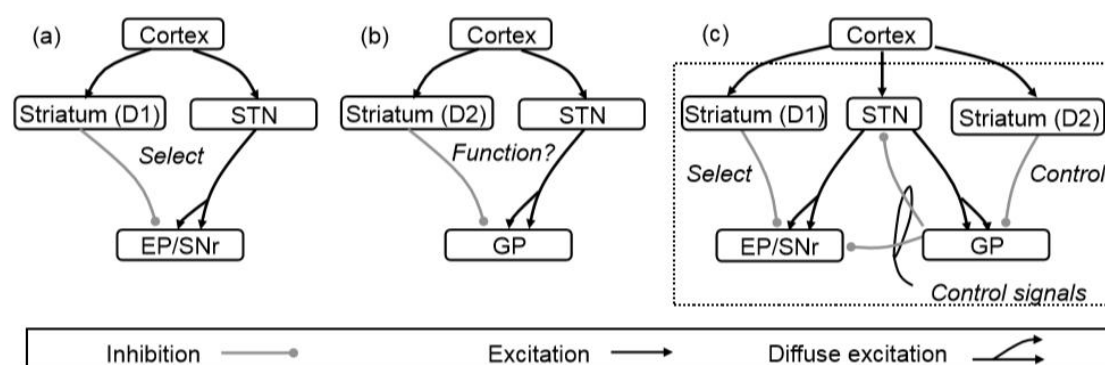 (a)
Cortex
Striatum (D1)
STN
Select
EP/SNr
(b)
Cortex
Striatum (D2)
STN
Function?
GP
(c)
Cortex
Striatum (D1)
STN
Striatum (D2)
Select
Control
EP/SNr
GP
Control signals
Inhibition
Excitation
Diffuse excitation